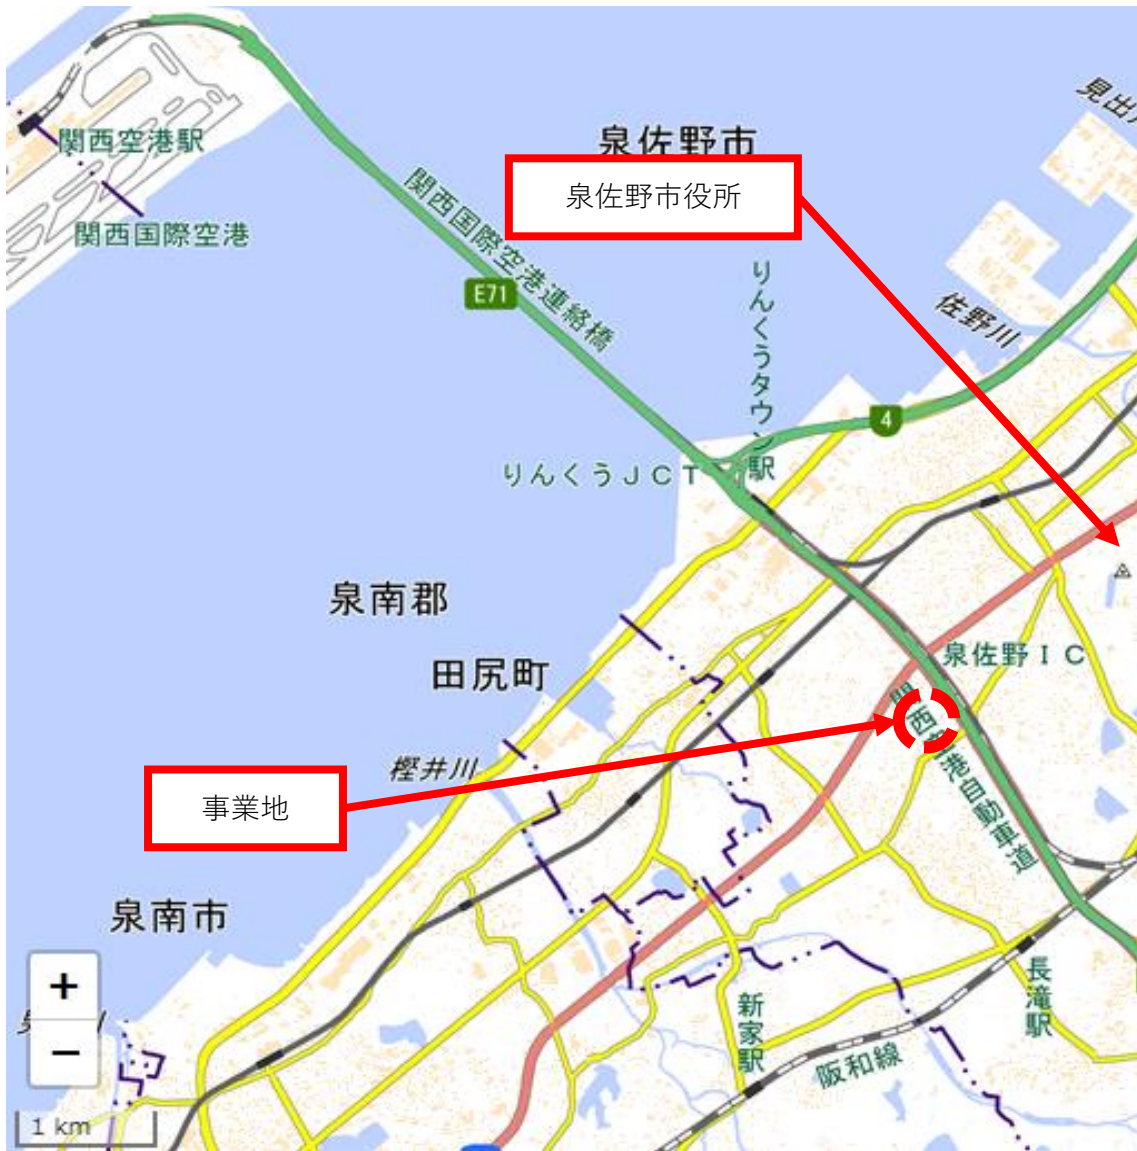 見出
泉佐野市
関西空港駅
関西国際空港
関西国際空港連絡橋
泉佐野市役所
E71
りんくうタウン駅
佐野川
4
りんくうJCT
泉南郡
田尻町
泉佐野IC
関西空港自動車道
樫井川
事業地
泉南市
+
−
新家駅
長滝駅
阪和線
1 km